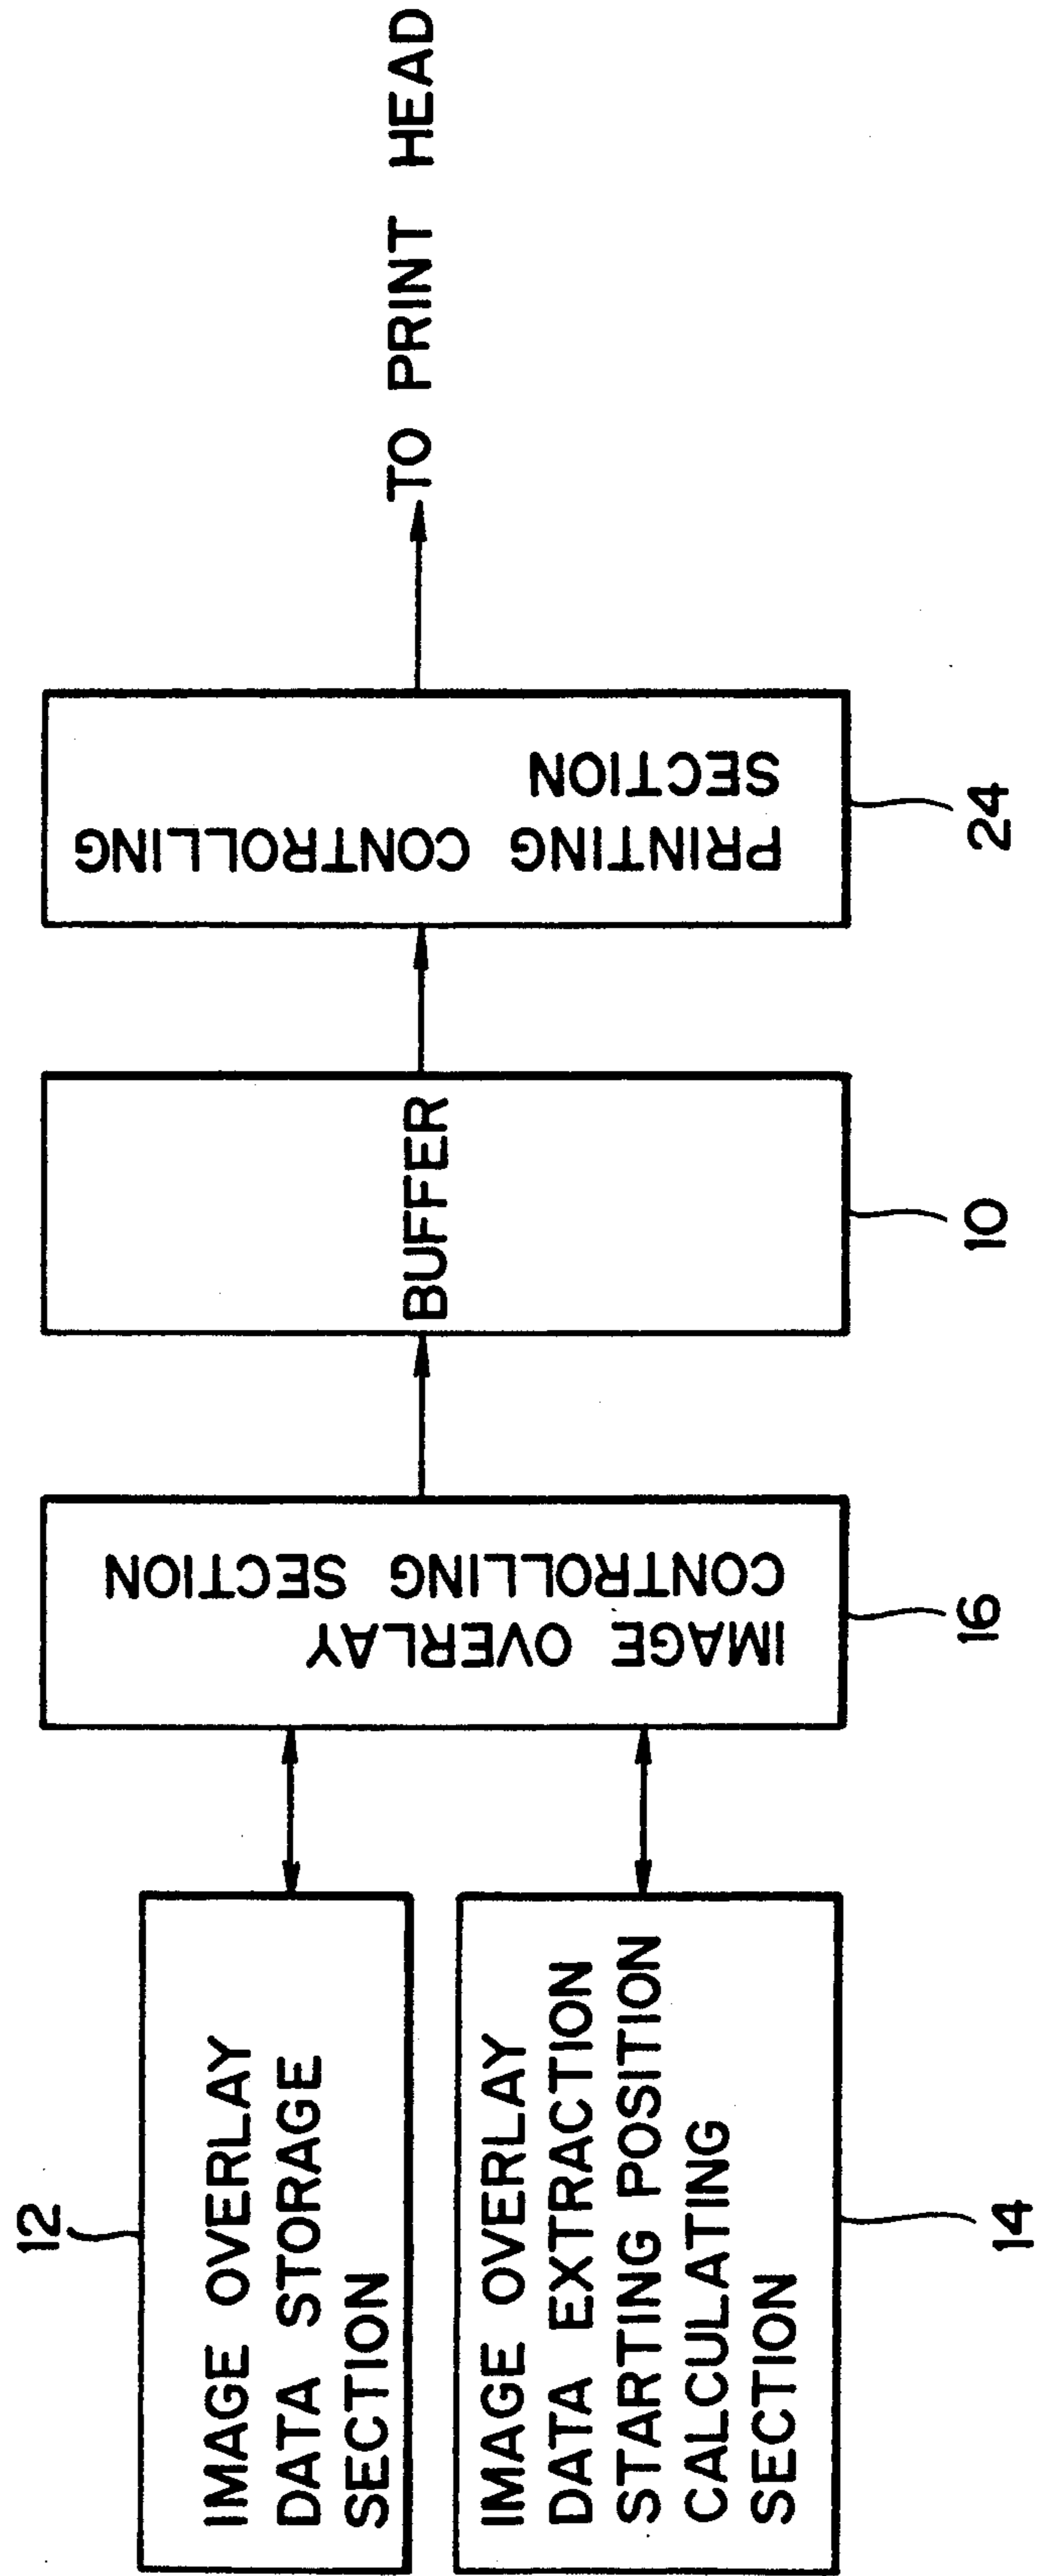 12
IMAGE OVERLAY
DATA STORAGE
SECTION
IMAGE OVERLAY
DATA EXTRACTION
STARTING POSITION
CALCULATING
SECTION
14
IMAGE OVERLAY
CONTROLLING SECTION
16
BUFFER
10
PRINTING CONTROLLING
SECTION
24
TO PRINT HEAD